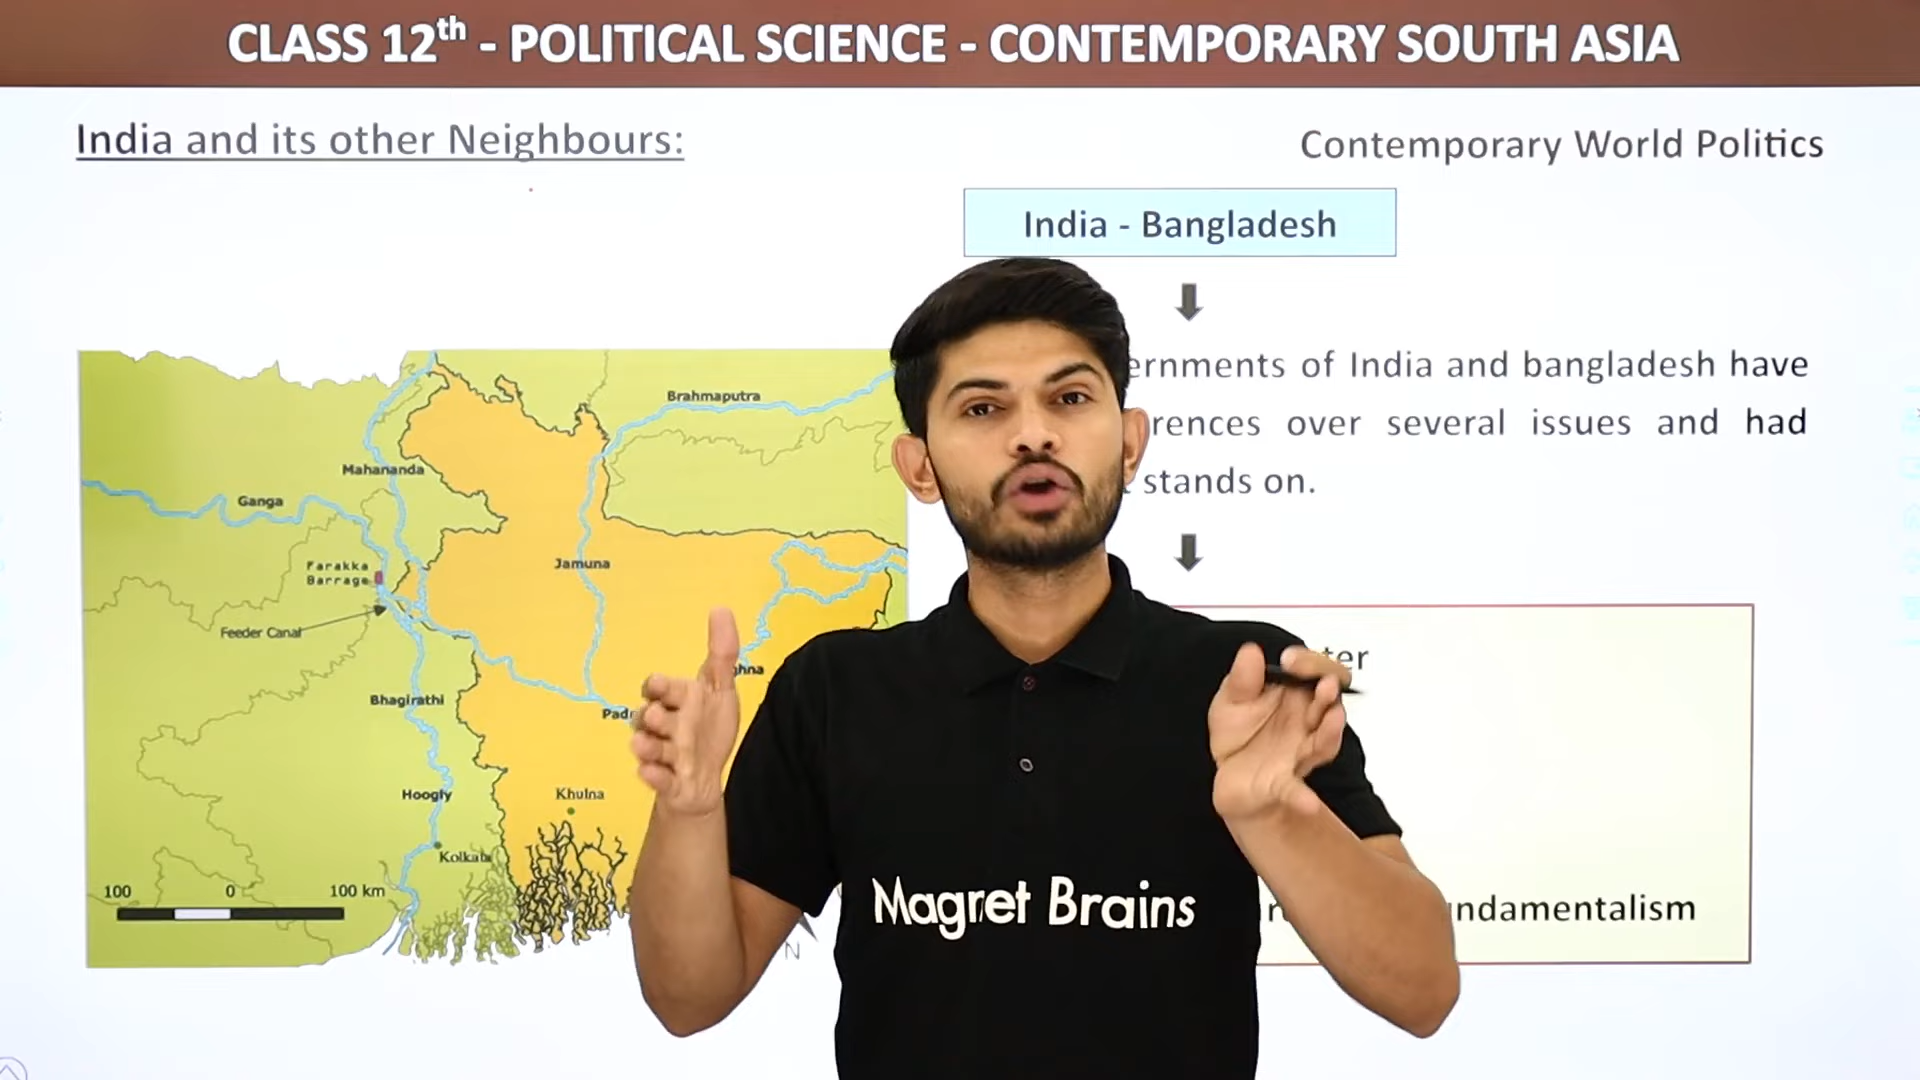 CLASS 12th - POLITICAL SCIENCE - CONTEMPORARY SOUTH ASIA
India and its other Neighbours:
Contemporary World Politics
India - Bangladesh
ernments of India and bangladesh have
rences over several issues and had
stands on.
Brahmaputra
Mahananda
Ganga
Farakka
Barrage
Jamuna
Feeder Canal
Bhagirathi
Hoogly
Khulna
Kolkata
100 0 100 km
N
Magnet Brains
ndamentalism